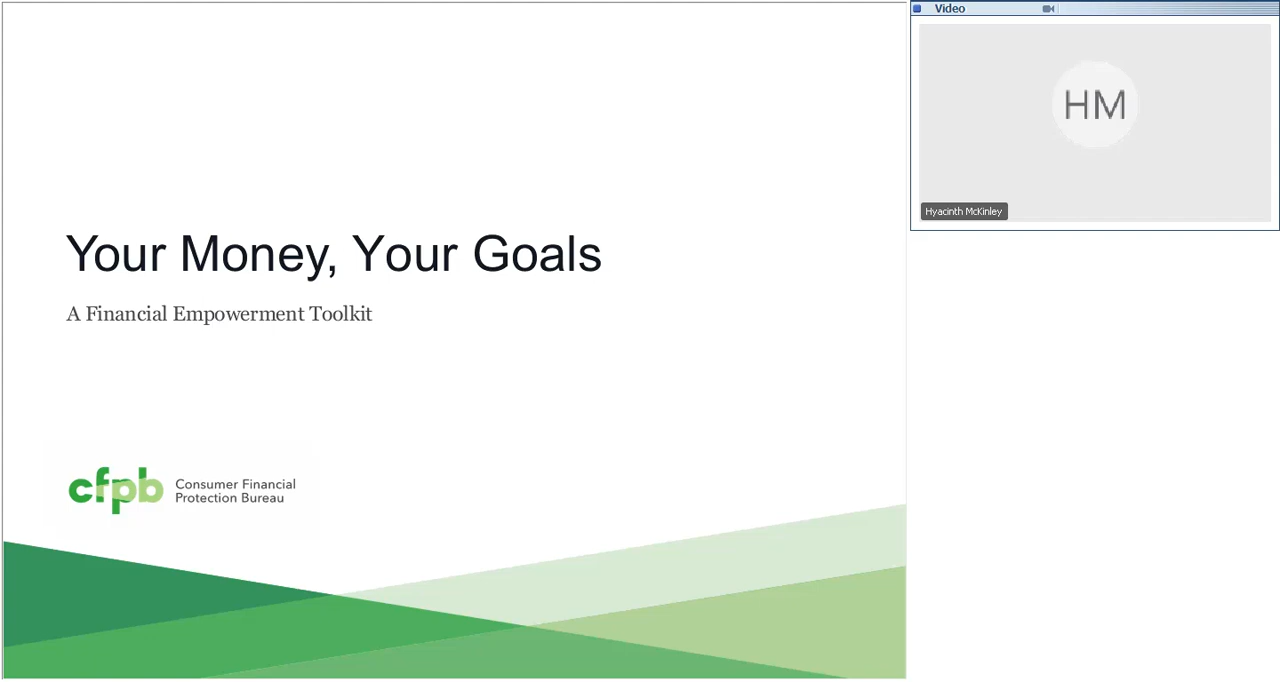 Your Money, Your Goals
A Financial Empowerment Toolkit
cfpb
Consumer Financial
Protection Bureau
Video
HM
Hyacinth McKinley